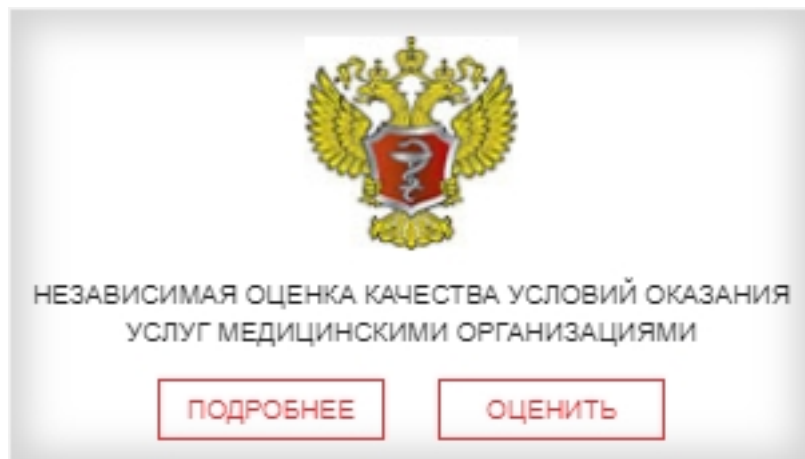 НЕЗАВИСИМАЯ ОЦЕНКА КАЧЕСТВА УСЛОВИЙ ОКАЗАНИЯ
УСЛУГ МЕДИЦИНСКИМИ ОРГАНИЗАЦИЯМИ
ПОДРОБНЕЕ
ОЦЕНИТЬ